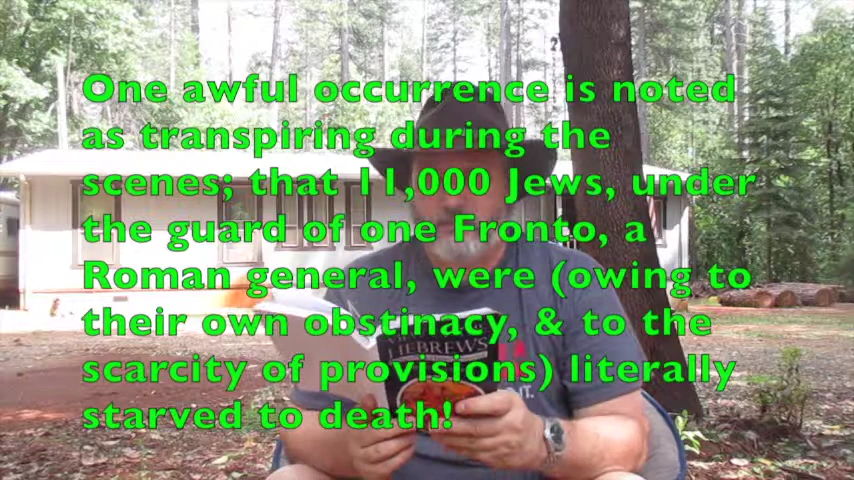 One awful occurrence is noted
as transpiring during the
scenes; that 11,000 Jews, under
the guard of one Fronto, a
Roman general, were (owing to
their own obstinacy, & to the
scarcity of provisions) literally
starved to death!
HEBREWS